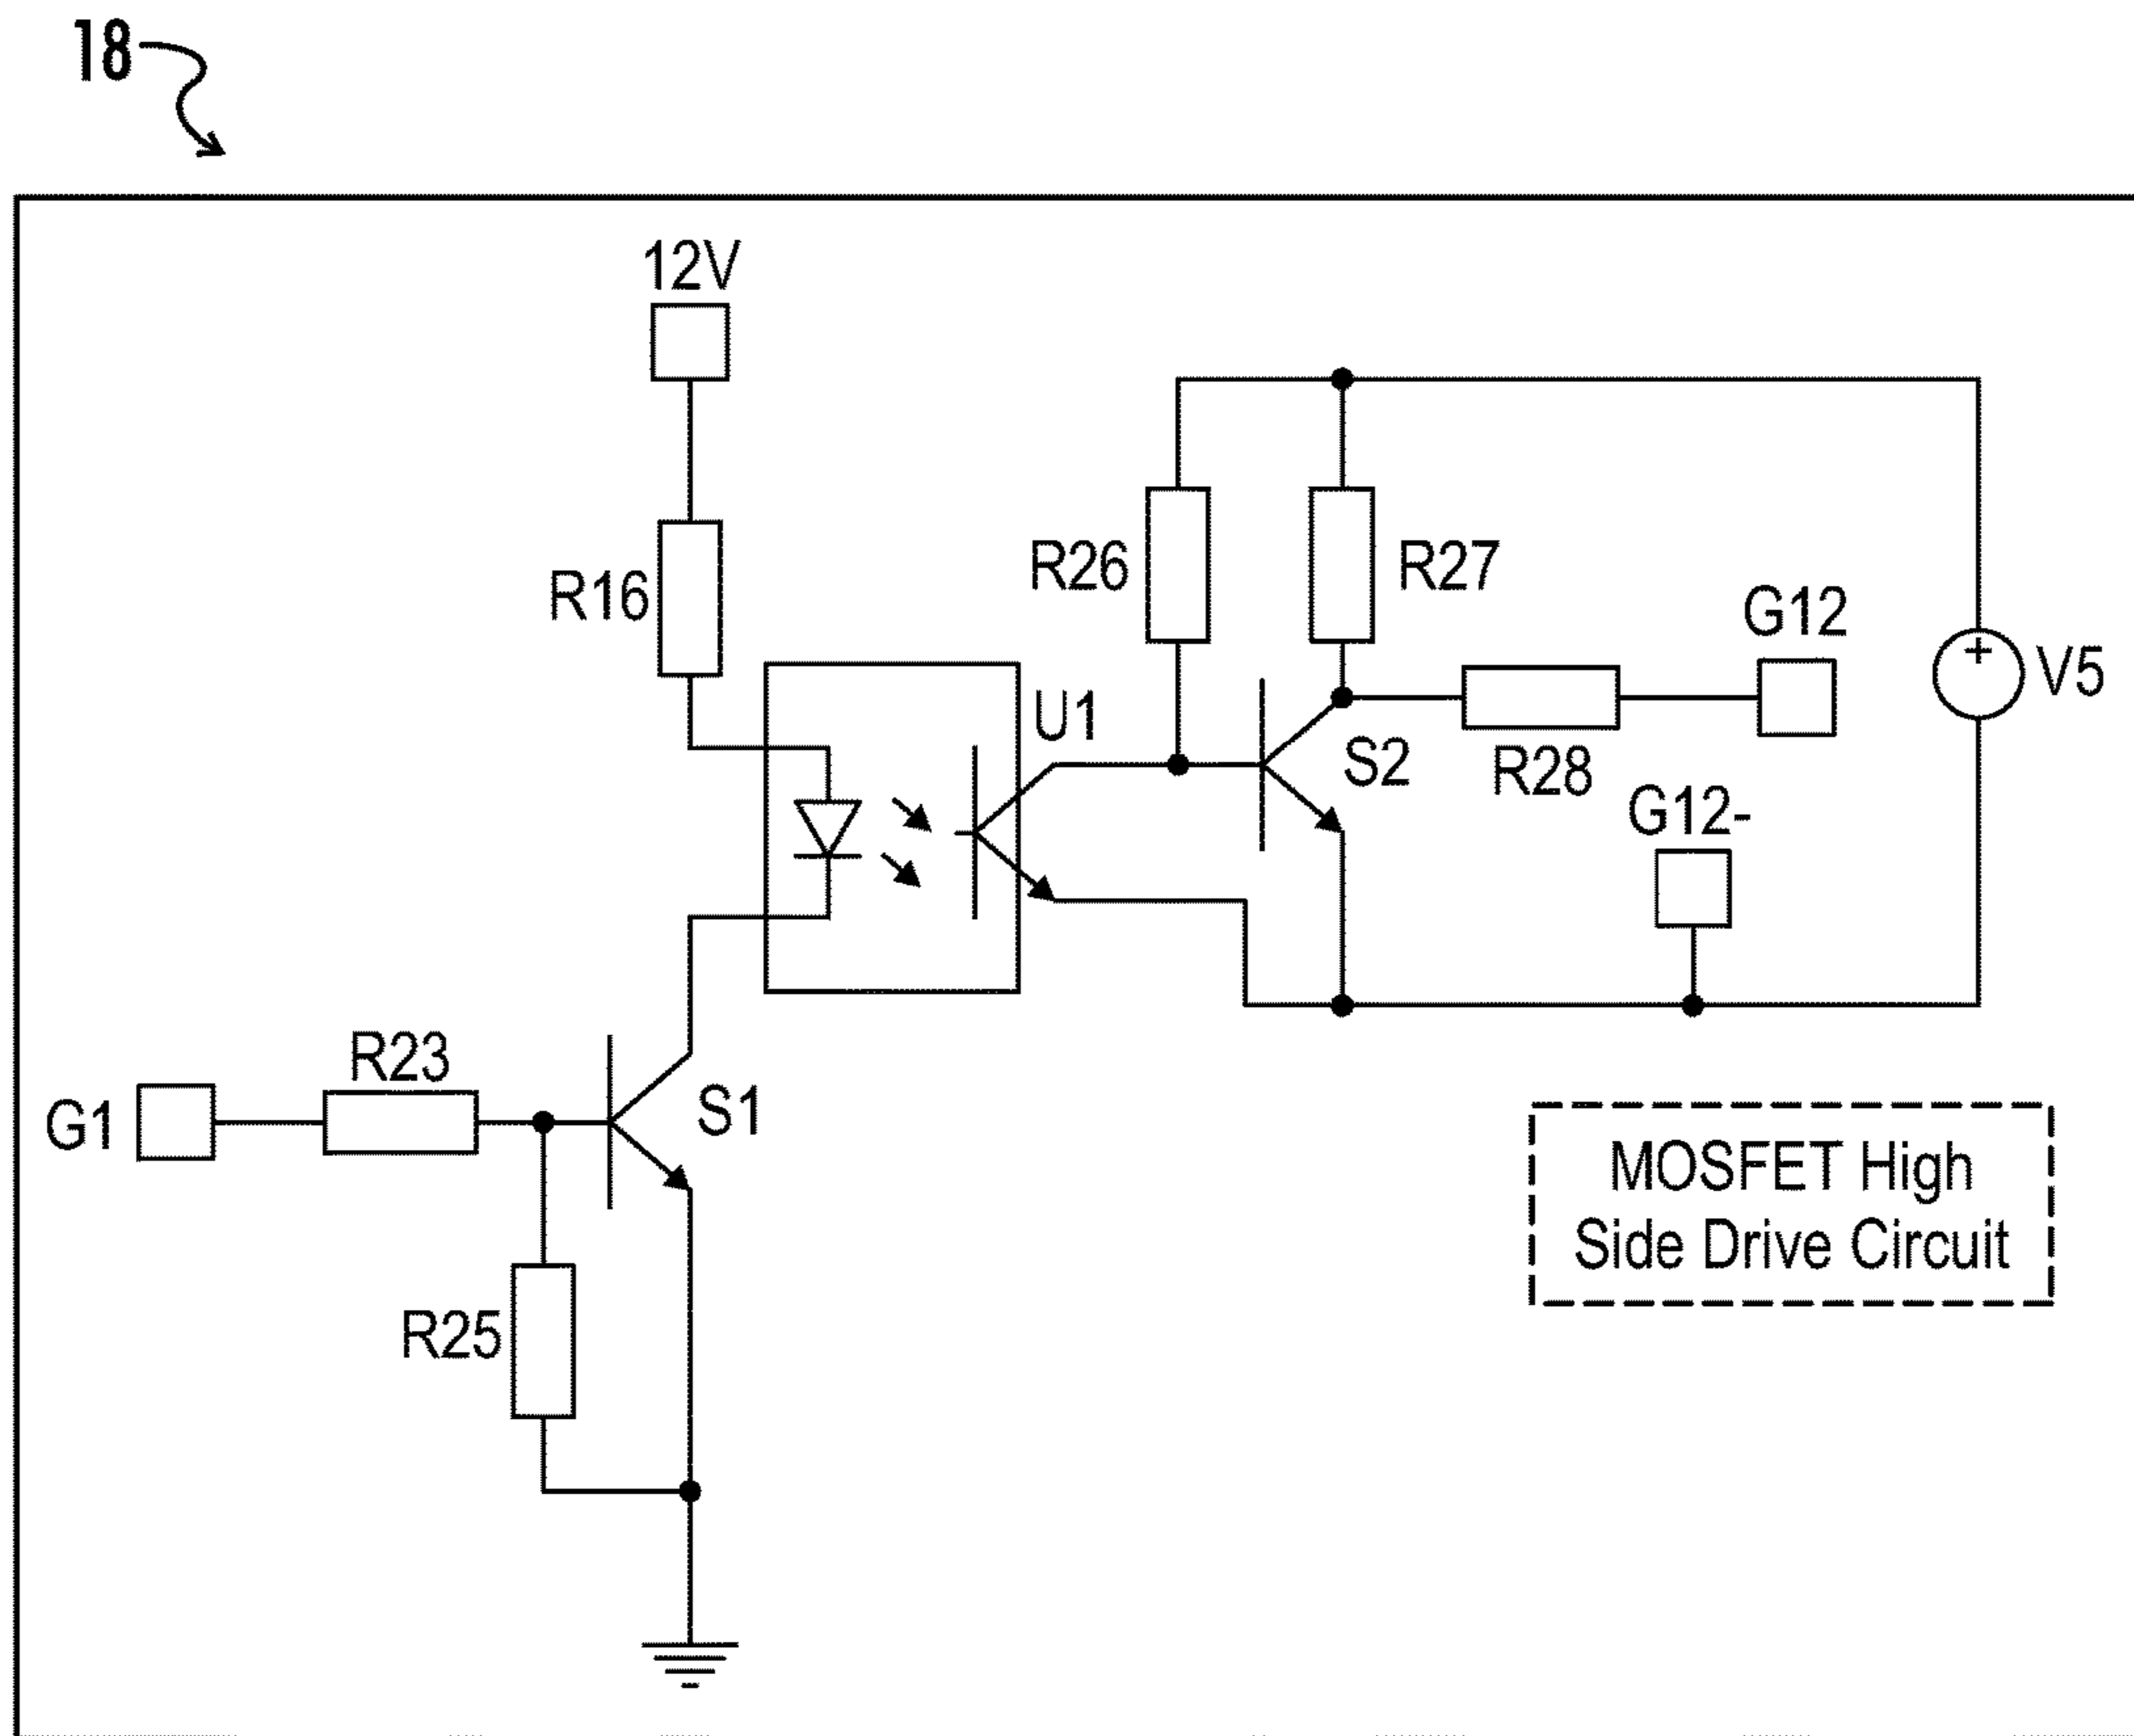 18
12V
R16
R26
R27
G12
V5
U1
S2
R28
G12-
R23
G1
S1
R25
MOSFET High
Side Drive Circuit